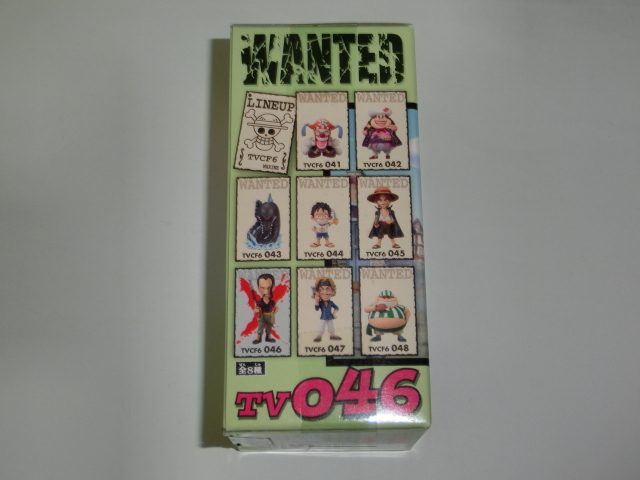 WANTED
LINEUP
TVCF6
WANTED
TVCF6 041
WANTED
TVCF6 042
WANTED
TVCF6 043
WANTED
TVCF6 044
WANTED
TVCF6 045
WANTED
TVCF6 046
WANTED
TVCF6 047
WANTED
TVCF6 048
全8種
TV046